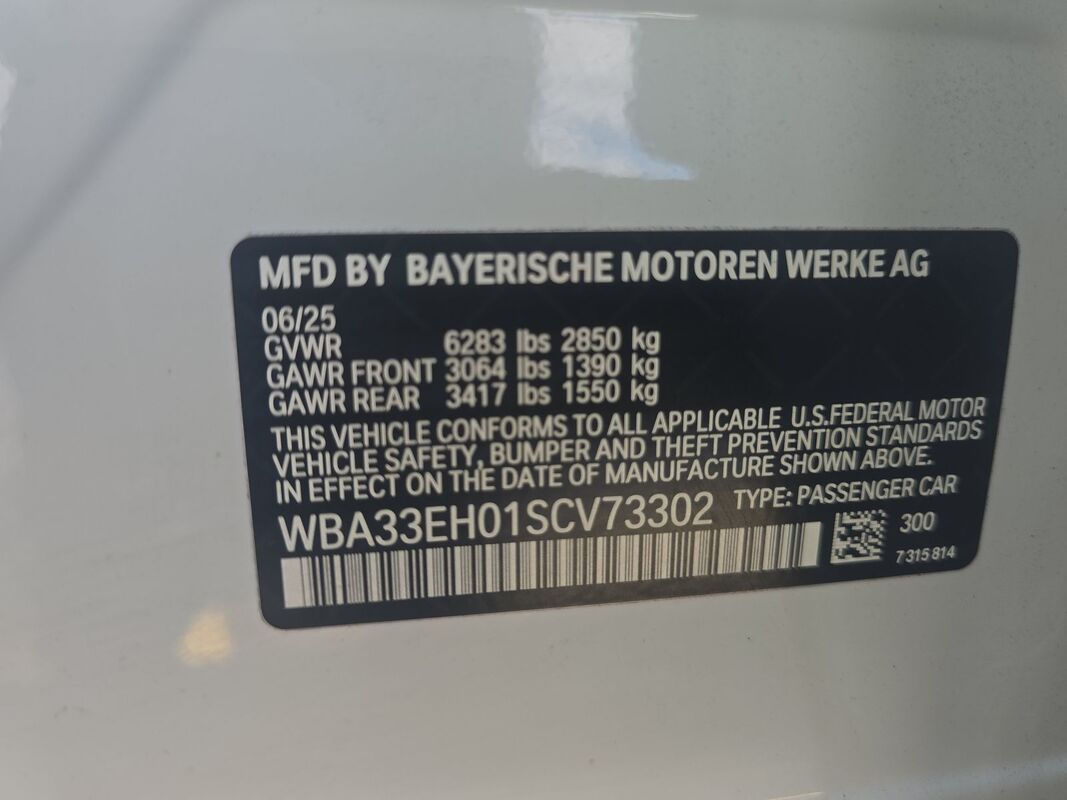 MFD BY BAYERISCHE MOTOREN WERKE AG
06/25
GVWR 6283 lbs 2850 kg
GAWR FRONT 3064 lbs 1390 kg
GAWR REAR 3417 lbs 1550 kg
THIS VEHICLE CONFORMS TO ALL APPLICABLE U.S.FEDERAL MOTOR
VEHICLE SAFETY, BUMPER AND THEFT PREVENTION STANDARDS
IN EFFECT ON THE DATE OF MANUFACTURE SHOWN ABOVE.
WBA33EH01SCV73302 TYPE: PASSENGER CAR
300
7 315 814